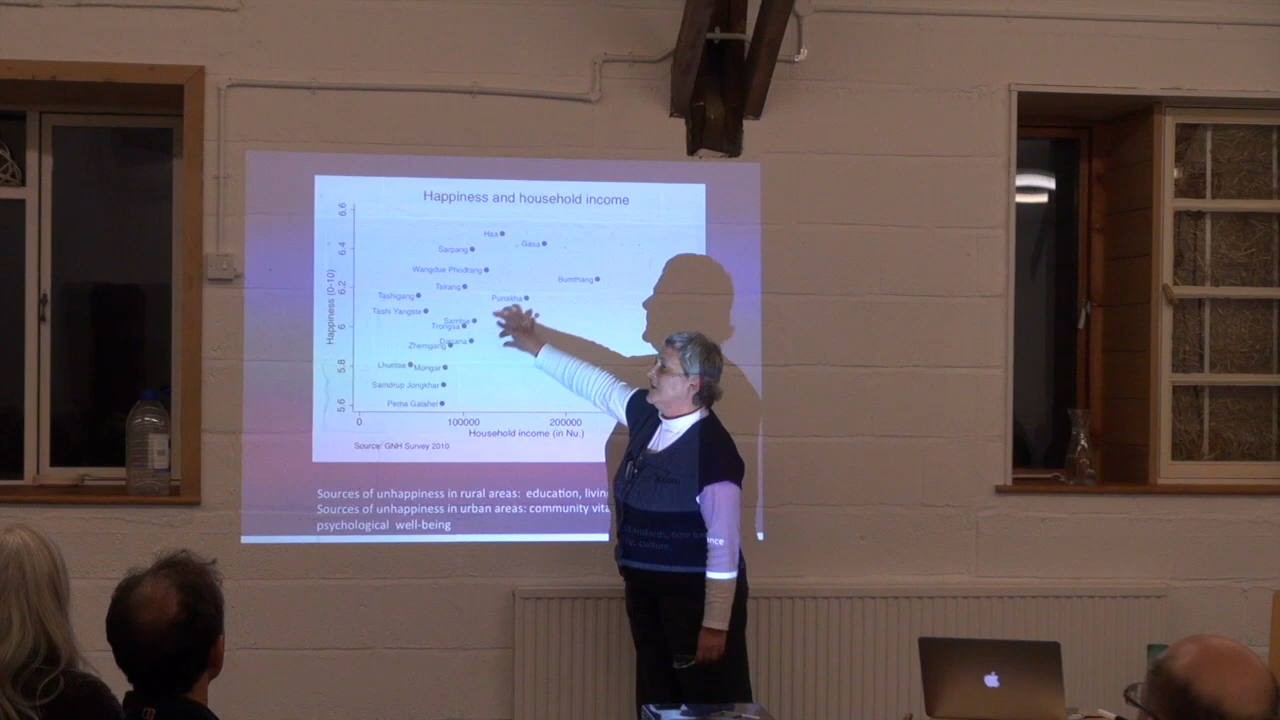 Happiness and household income
6.6
6.4
6.2
6
5.8
5.6
Happiness (0-10)
Haa
Gasa
Sarpang
Wangdue Phodrang
Bumthang
Tsirang
Tashigang
Punakha
Tashi Yangste
Samtse
Trongsa
Dagana
Zhemgang
Lhuntse
Mongar
Samdrup Jongkhar
Pema Gatshel
0 100000 200000
Household income (in Nu.)
Source: GNH Survey 2010
Sources of unhappiness in rural areas: education, livin
Sources of unhappiness in urban areas: community vita
psychological well-being